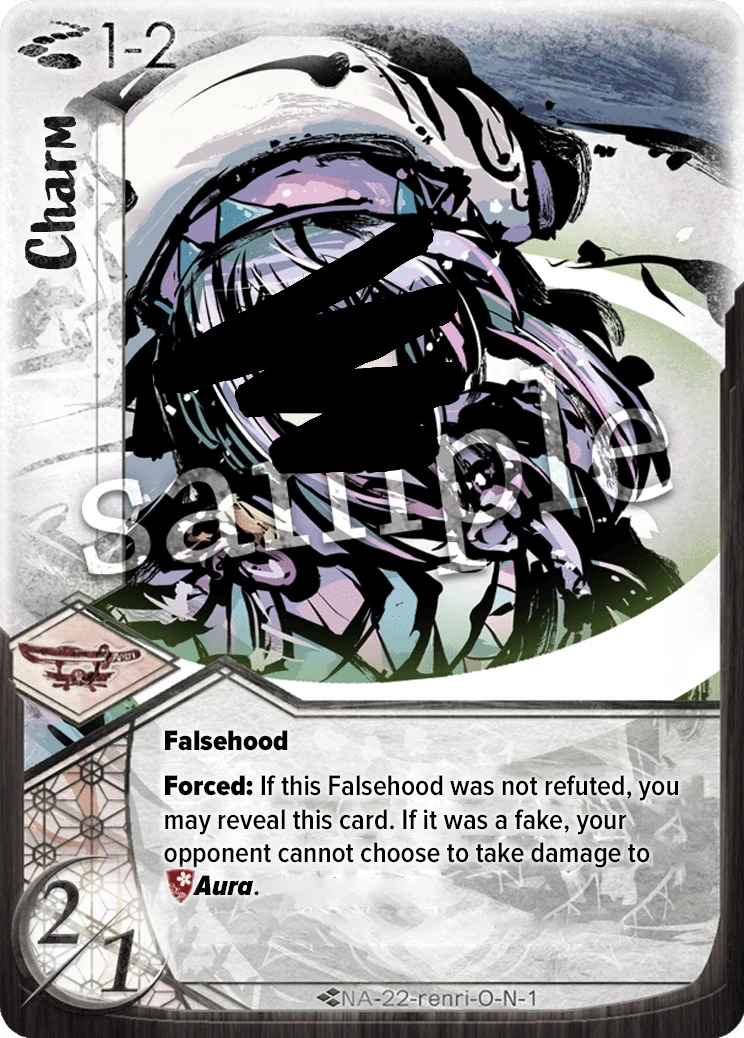 1-2
Charm
sample
Falsehood
Forced: If this Falsehood was not refuted, you
may reveal this card. If it was a fake, your
opponent cannot choose to take damage to
Aura.
2/1
NA-22-renri-O-N-1